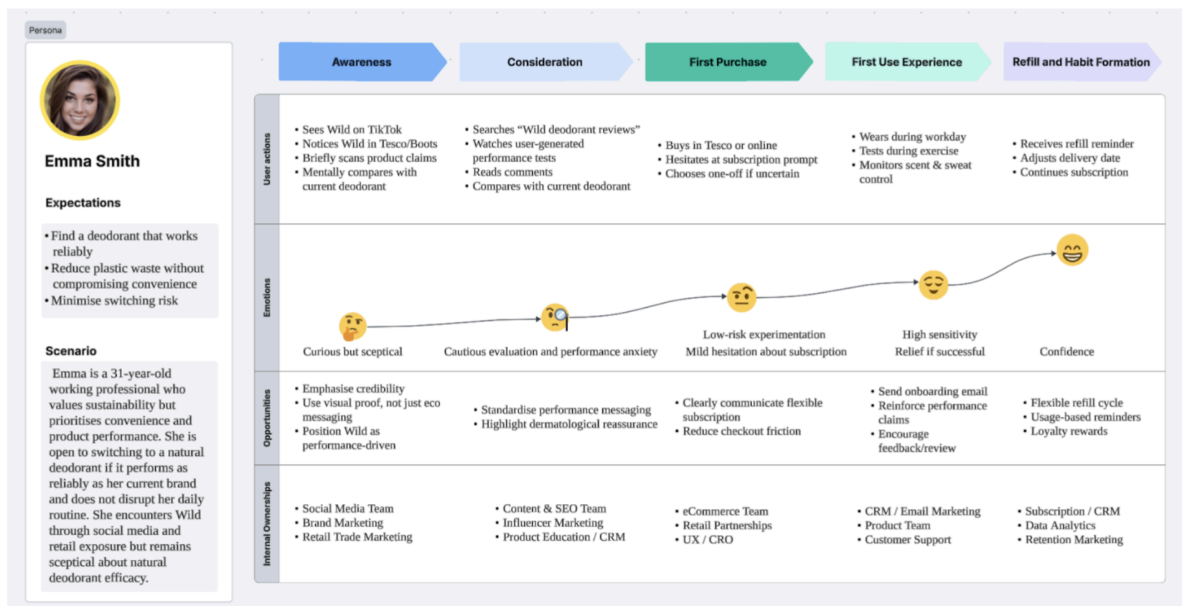 Persona
Emma Smith
Expectations
• Find a deodorant that works
reliably
• Reduce plastic waste without
compromising convenience
• Minimise switching risk
Scenario
Emma is a 31-year-old
working professional who
values sustainability but
prioritises convenience and
product performance. She is
open to switching to a natural
deodorant if it performs as
reliably as her current brand
and does not disrupt her daily
routine. She encounters Wild
through social media and
retail exposure but remains
sceptical about natural
deodorant efficacy.
Awareness
Consideration
First Purchase
First Use Experience
Refill and Habit Formation
User actions
• Sees Wild on TikTok
• Notices Wild in Tesco/Boots
• Briefly scans product claims
• Mentally compares with
current deodorant
• Searches “Wild deodorant reviews”
• Watches user-generated
performance tests
• Reads comments
• Compares with current deodorant
• Buys in Tesco or online
• Hesitates at subscription prompt
• Chooses one-off if uncertain
• Wears during workday
• Tests during exercise
• Monitors scent & sweat
control
• Receives refill reminder
• Adjusts delivery date
• Continues subscription
Emotions
Curious but sceptical
Cautious evaluation and performance anxiety
Low-risk experimentation
Mild hesitation about subscription
High sensitivity
Relief if successful
Confidence
Opportunities
• Emphasise credibility
• Use visual proof, not just eco
messaging
• Position Wild as
performance-driven
• Standardise performance messaging
• Highlight dermatological reassurance
• Clearly communicate flexible
subscription
• Reduce checkout friction
• Send onboarding email
• Reinforce performance
claims
• Encourage
feedback/review
• Flexible refill cycle
• Usage-based reminders
• Loyalty rewards
Internal Ownerships
• Social Media Team
• Brand Marketing
• Retail Trade Marketing
• Content & SEO Team
• Influencer Marketing
• Product Education / CRM
• eCommerce Team
• Retail Partnerships
• UX / CRO
• CRM / Email Marketing
• Product Team
• Customer Support
• Subscription / CRM
• Data Analytics
• Retention Marketing